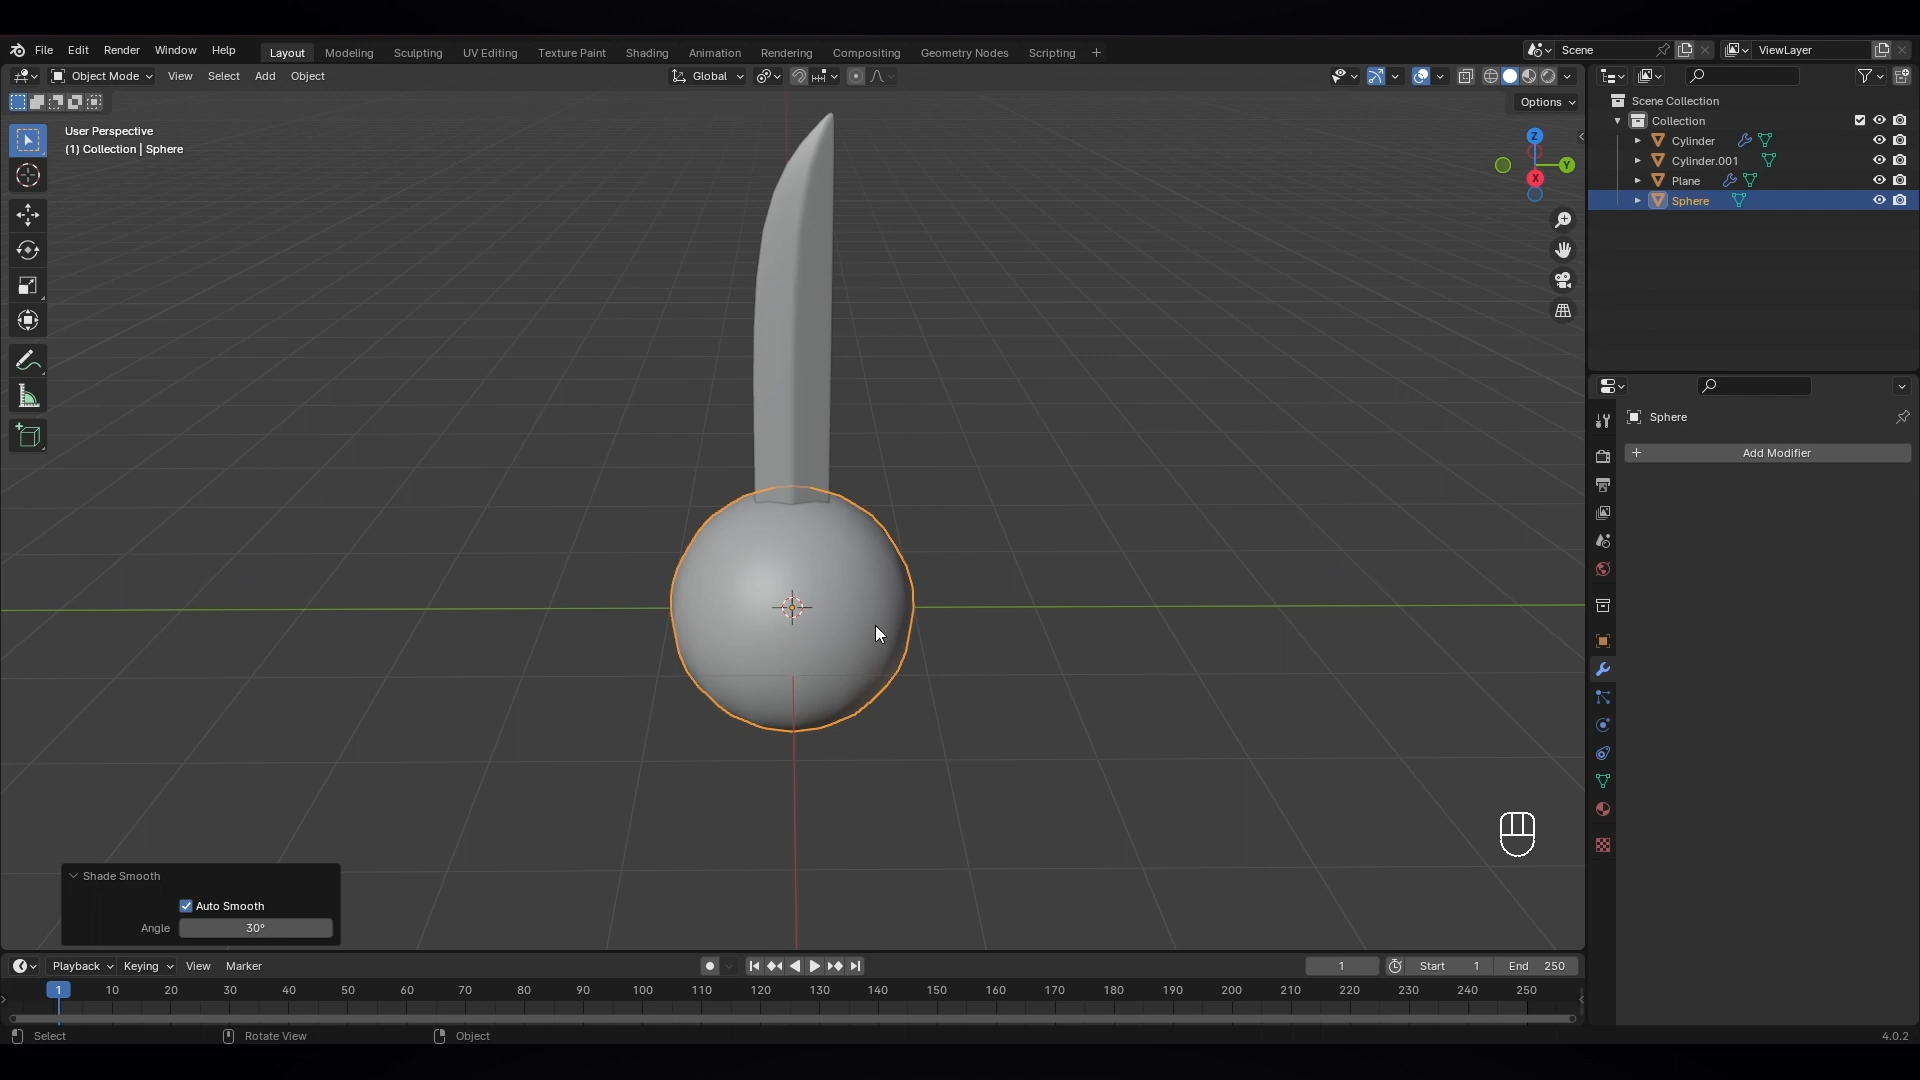 File Edit Render Window Help Layout Modeling Sculpting UV Editing Texture Paint Shading Animation Rendering Compositing Geometry Nodes Scripting + Scene ViewLayer
Object Mode View Select Add Object Global
Options
User Perspective
(1) Collection | Sphere
Z
Y
X
Scene Collection
Collection
Cylinder
Cylinder.001
Plane
Sphere
Sphere
+ Add Modifier
Shade Smooth
Auto Smooth
Angle 30°
Playback Keying View Marker 1 Start 1 End 250
1 10 20 30 40 50 60 70 80 90 100 110 120 130 140 150 160 170 180 190 200 210 220 230 240 250
Select Rotate View Object 4.0.2